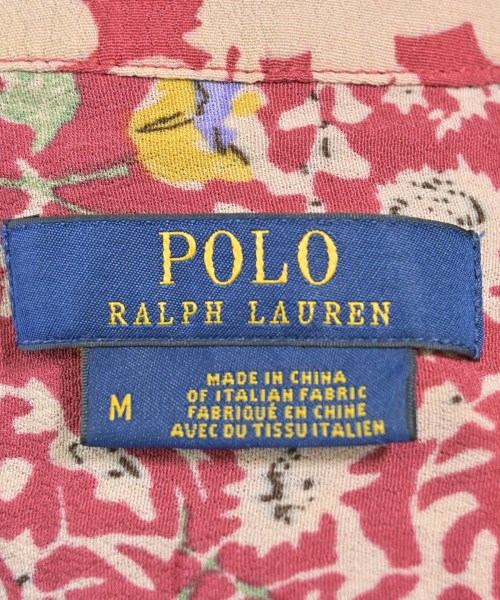 POLO
RALPH LAUREN
M
MADE IN CHINA
OF ITALIAN FABRIC
FABRIQUÉ EN CHINE
AVEC DU TISSU ITALIEN